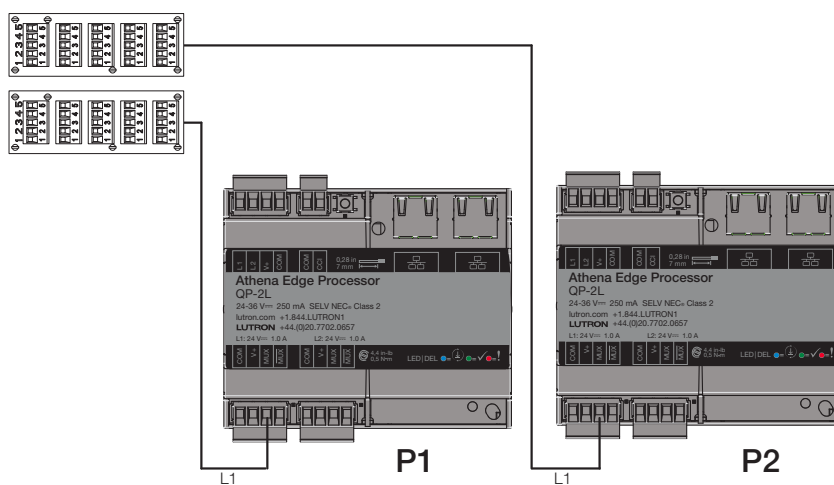 5 5 5 5 5 5
4 4 4 4 4 4
3 3 3 3 3 3
2 2 2 2 2 2
1 1 1 1 1 1
5 5 5 5 5 5
4 4 4 4 4 4
3 3 3 3 3 3
2 2 2 2 2 2
1 1 1 1 1 1
L1 L2 V+ COM COM CCI
0,28 in
7 mm
Athena Edge Processor
QP-2L
24-36 V 250 mA SELV NEC® Class 2
lutron.com +1.844.LUTRON1
LUTRON +44.(0)20.7702.0657
L1: 24 V 1.0 A L2: 24 V 1.0 A
COM V+ MUX MUX COM V+ MUX MUX
4.4 in-lb
0.5 N•m
LED|DEL = / = ✓ = !
P1
L1
L1 L2 V+ COM COM CCI
0,28 in
7 mm
Athena Edge Processor
QP-2L
24-36 V 250 mA SELV NEC® Class 2
lutron.com +1.844.LUTRON1
LUTRON +44.(0)20.7702.0657
L1: 24 V 1.0 A L2: 24 V 1.0 A
COM V+ MUX MUX COM V+ MUX MUX
4.4 in-lb
0.5 N•m
LED|DEL = / = ✓ = !
P2
L1